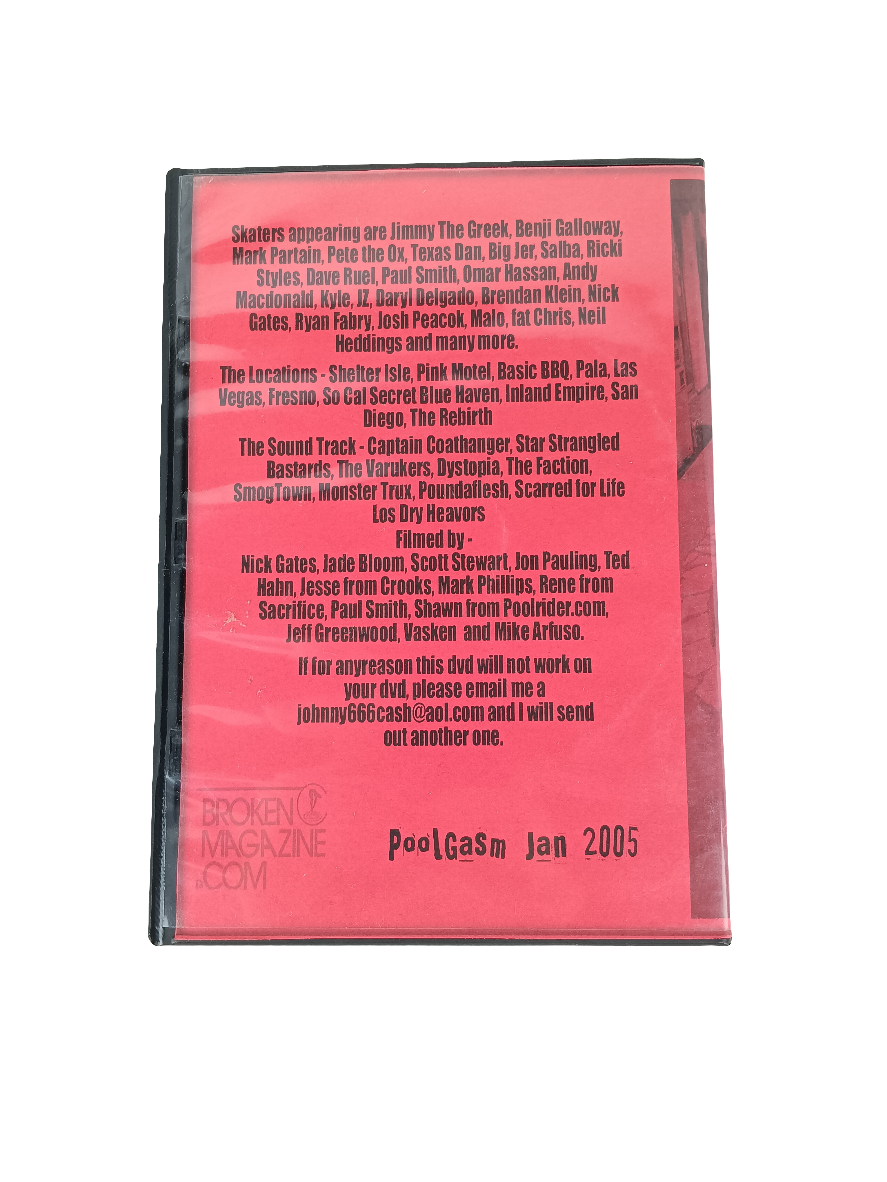 Skaters appearing are Jimmy The Greek, Benji Galloway,
Mark Partain, Pete the Ox, Texas Dan, Big Jer, Salba, Ricki
Styles, Dave Ruel, Paul Smith, Omar Hassan, Andy
Macdonald, Kyle, JZ, Daryl Delgado, Brendan Klein, Nick
Gates, Ryan Fabry, Josh Peacok, Malo, fat Chris, Neil
Heddings and many more.
The Locations - Shelter Isle, Pink Motel, Basic BBQ, Pala, Las
Vegas, Fresno, So Cal Secret Blue Haven, Inland Empire, San
Diego, The Rebirth
The Sound Track - Captain Coathanger, Star Strangled
Bastards, The Varukers, Dystopia, The Faction,
SmogTown, Monster Trux, Poundaflesh, Scarred for Life
Los Dry Heavors
Filmed by -
Nick Gates, Jade Bloom, Scott Stewart, Jon Pauling, Ted
Hahn, Jesse from Crooks, Mark Phillips, Rene from
Sacrifice, Paul Smith, Shawn from Poolrider.com,
Jeff Greenwood, Vasken and Mike Arfuso.
If for anyreason this dvd will not work on
your dvd, please email me a
johnny666cash@aol.com and I will send
out another one.
BROKEN
MAGAZINE
.COM
PoolGasm Jan 2005